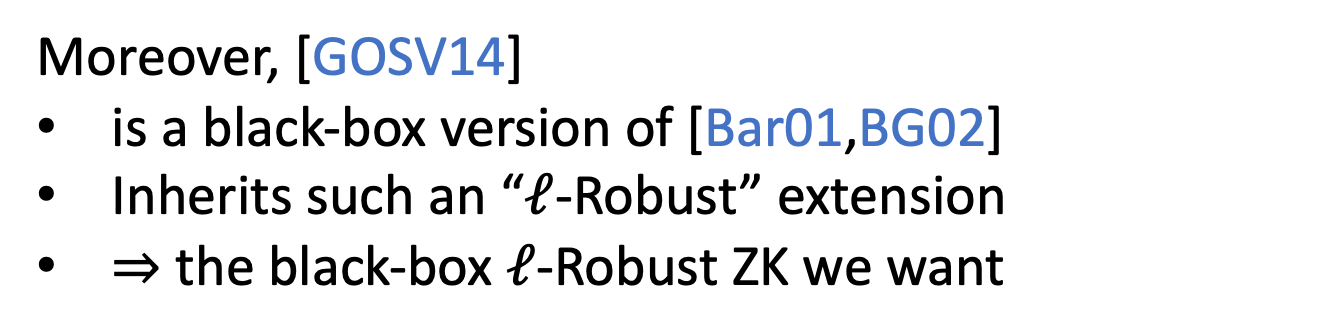 Moreover, [GOSV14]
• is a black-box version of [Bar01,BG02]
• Inherits such an “ℓ-Robust” extension
• ⇒ the black-box ℓ-Robust ZK we want